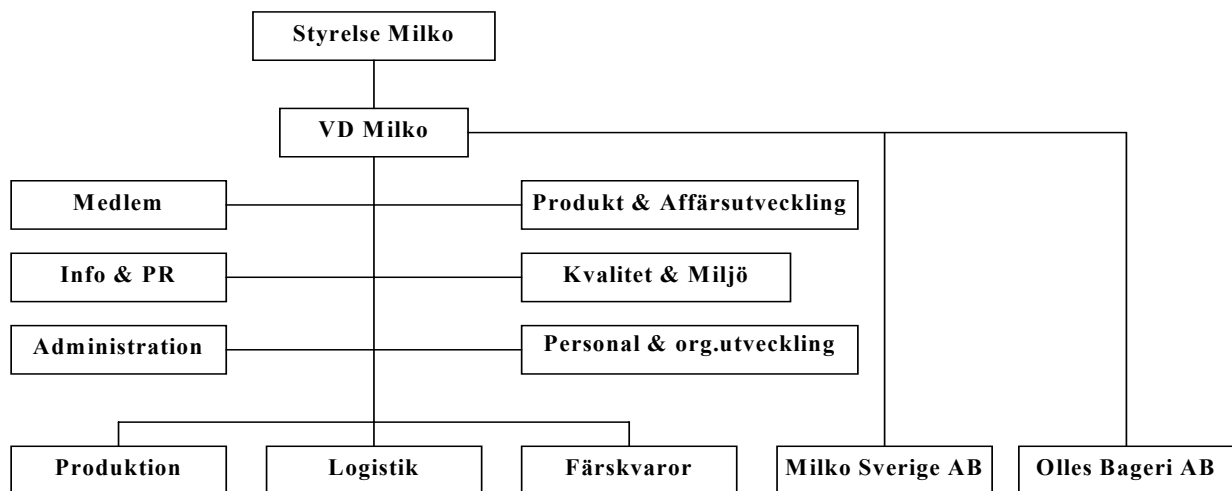 Styrelse Milko
VD Milko
Medlem
Produkt & Affärsutveckling
Info & PR
Kvalitet & Miljö
Administration
Personal & org.utveckling
Produktion
Logistik
Färskvaror
Milko Sverige AB
Olles Bageri AB